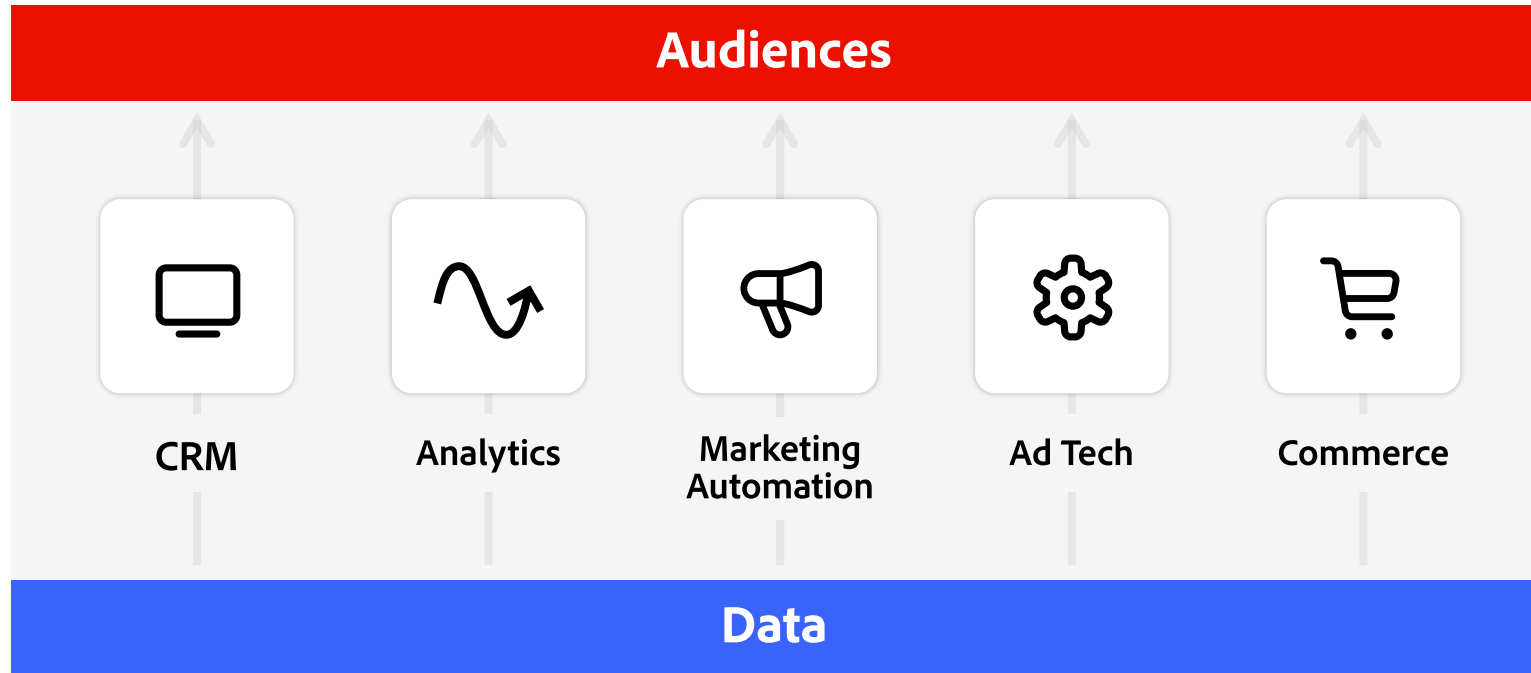 Audiences
CRM
Analytics
Marketing
Automation
Ad Tech
Commerce
Data